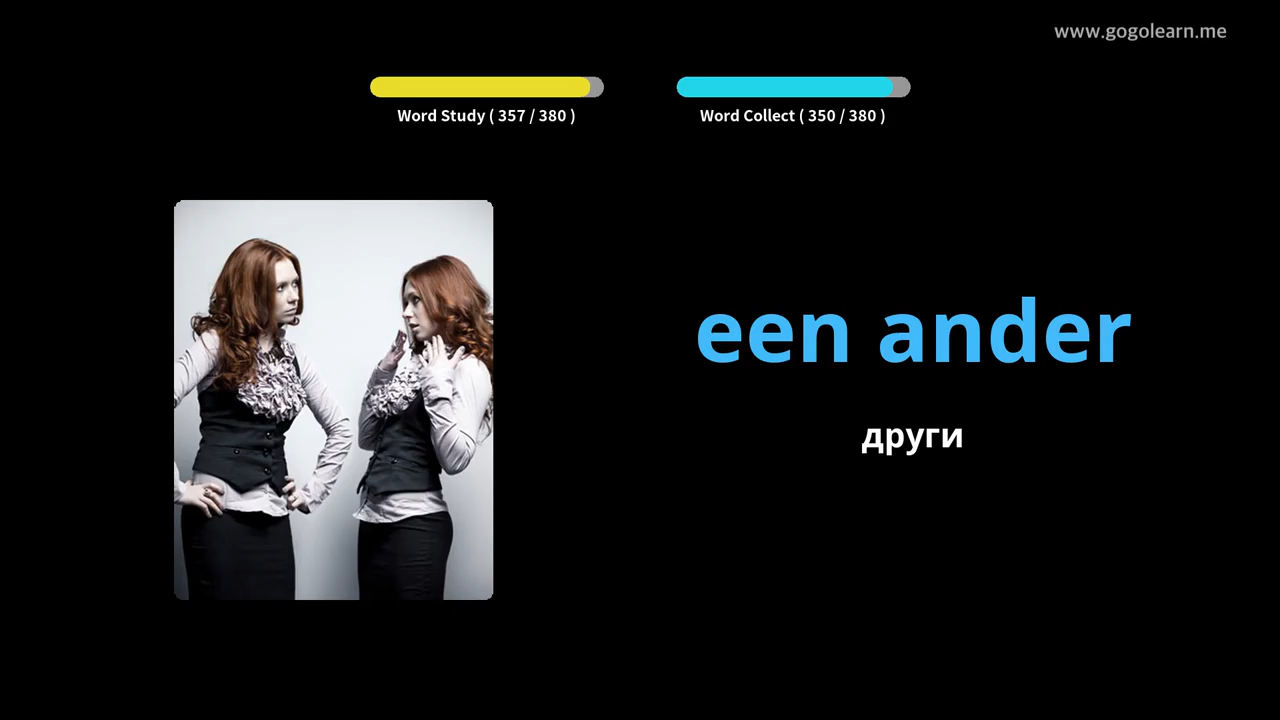 www.gogolearn.me
Word Study ( 357 / 380 )
Word Collect ( 350 / 380 )
een ander
други